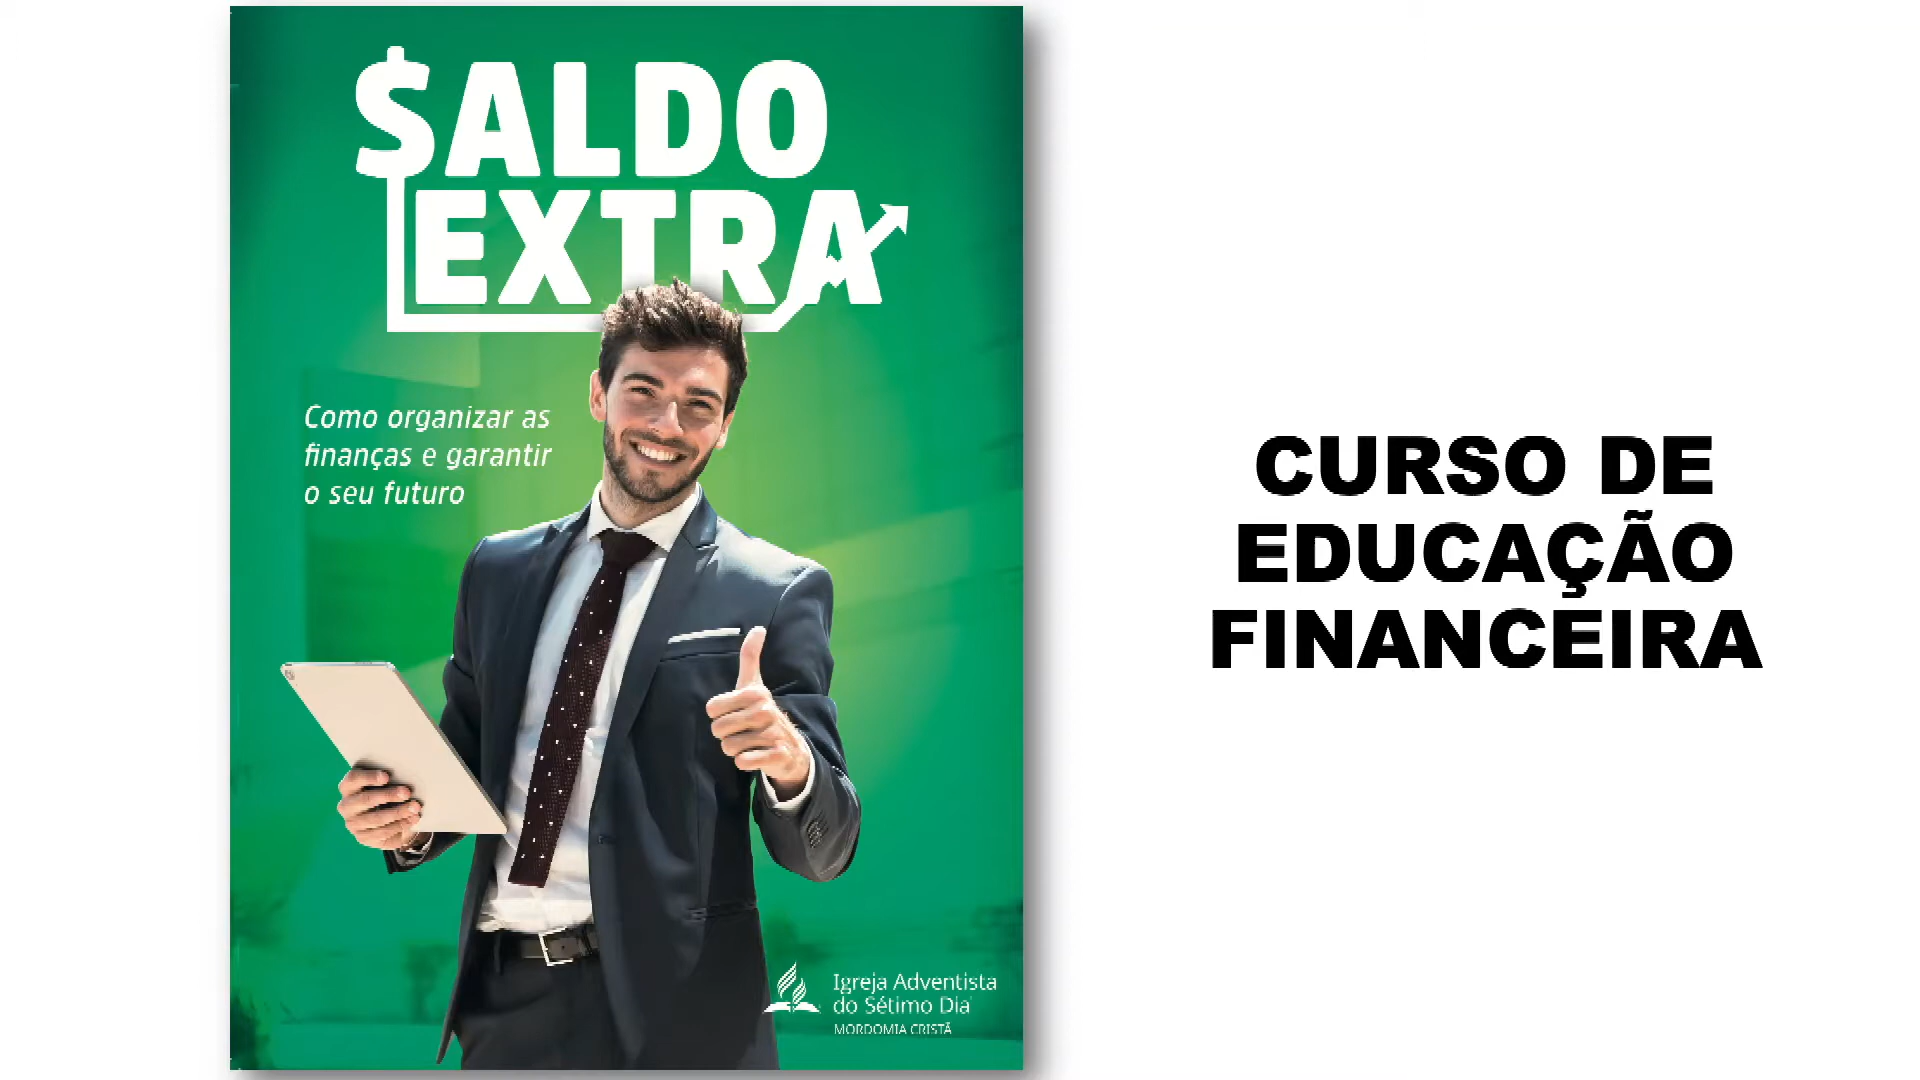 $ALDO
EXTRA
Como organizar as
finanças e garantir
o seu futuro
Igreja Adventista
do Sétimo Dia
MORDOMIA CRISTÃ
CURSO DE
EDUCAÇÃO
FINANCEIRA